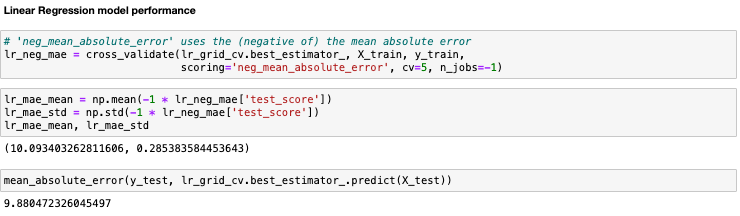 Linear Regression model performance
# 'neg_mean_absolute_error' uses the (negative of) the mean absolute error
lr_neg_mae = cross_validate(lr_grid_cv.best_estimator_, X_train, y_train,
scoring='neg_mean_absolute_error', cv=5, n_jobs=-1)
lr_mae_mean = np.mean(-1 * lr_neg_mae['test_score'])
lr_mae_std = np.std(-1 * lr_neg_mae['test_score'])
lr_mae_mean, lr_mae_std
(10.093403262811606, 0.285383584453643)
mean_absolute_error(y_test, lr_grid_cv.best_estimator_.predict(X_test))
9.880472326045497